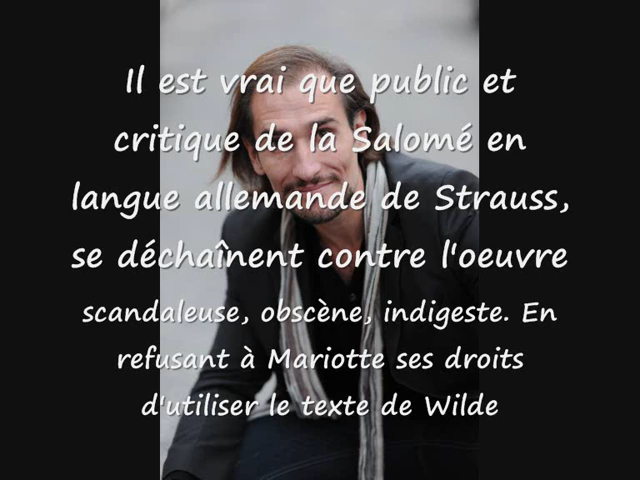 Il est vrai que public et
critique de la Salomé en
langue allemande de Strauss,
se déchaînent contre l'oeuvre
scandaleuse, obscène, indigeste. En
refusant à Mariotte ses droits
d'utiliser le texte de Wilde